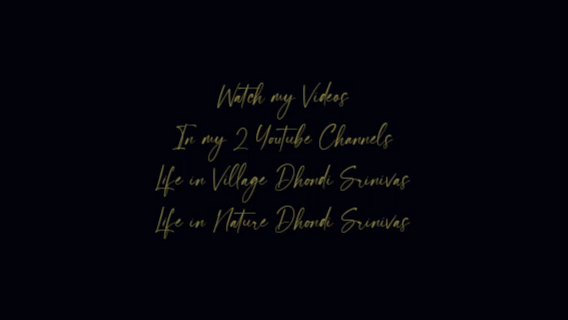 Watch my Videos
In my 2 Youtube Channels
Life in Village Dhondi Srinivas
Life in Nature Dhondi Srinivas